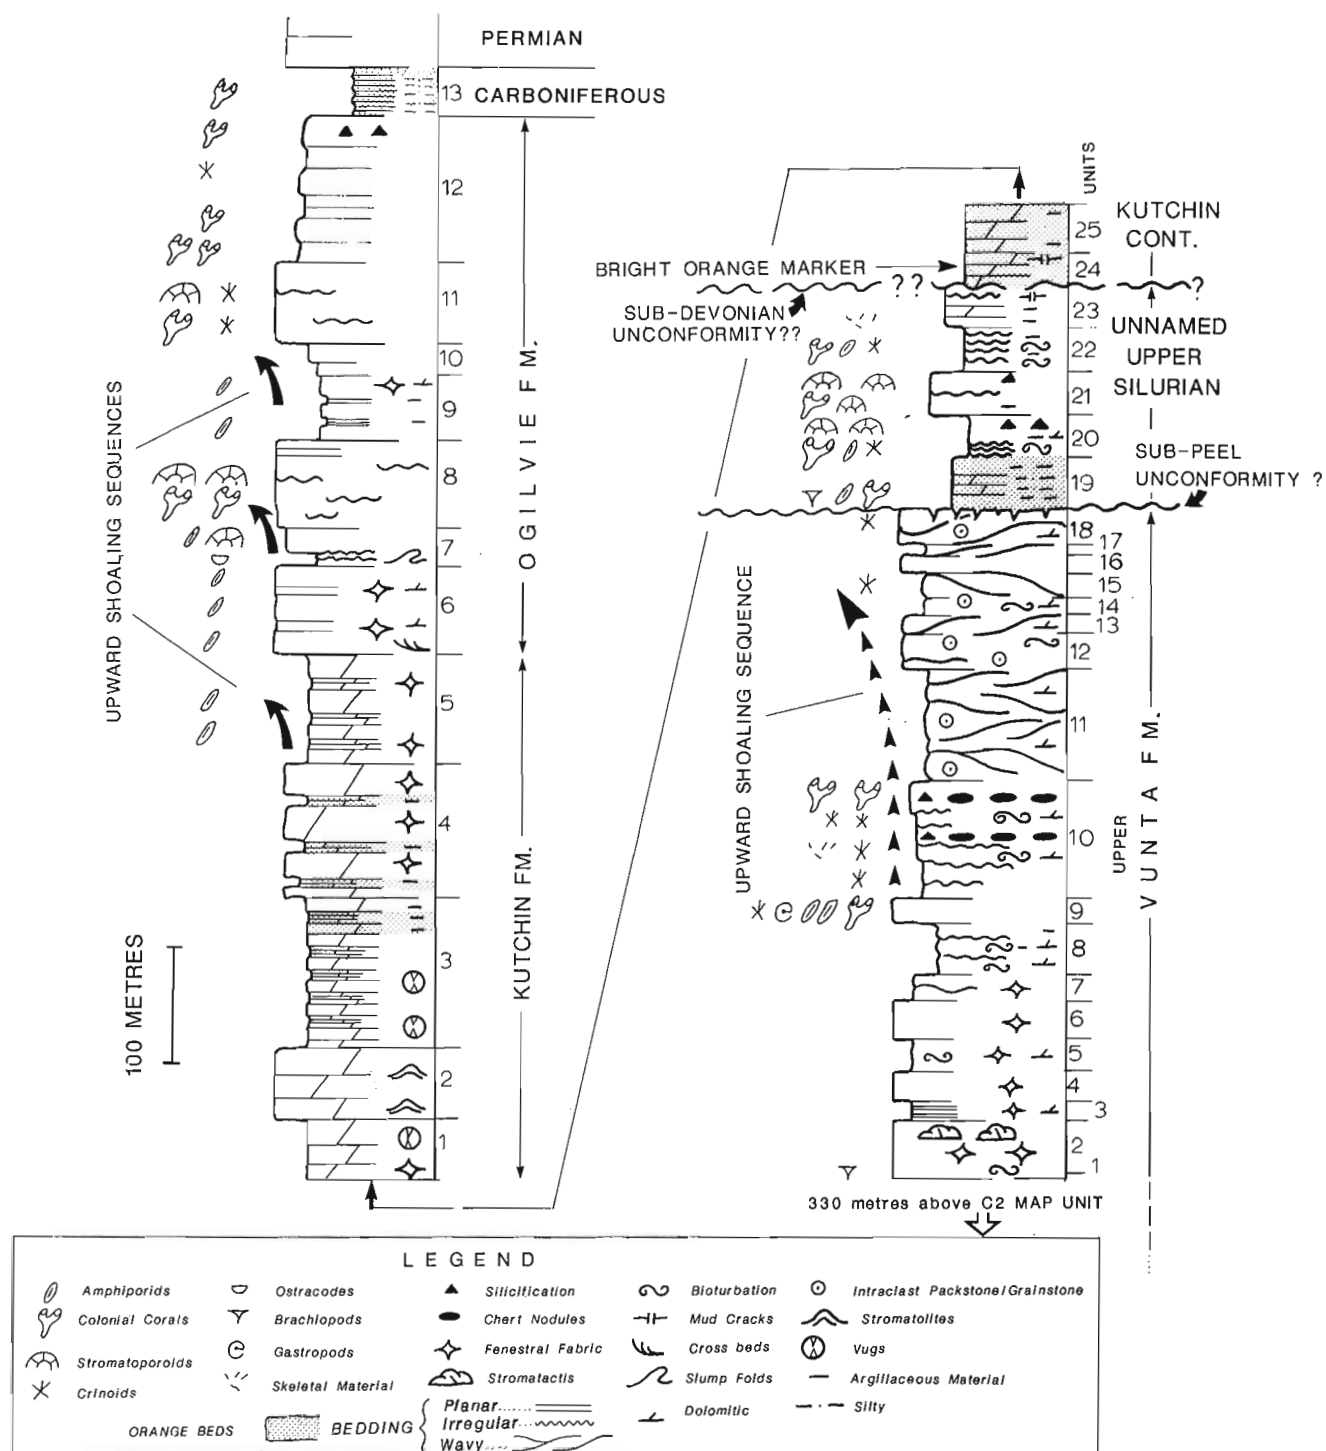 PERMIAN
13 CARBONIFEROUS
12
11
10
9
8
7
6
5
4
3
2
1
OGILVIE FM.
KUTCHIN FM.
UPWARD SHOALING SEQUENCES
100 METRES
UNITS
KUTCHIN
CONT.
25
24
BRIGHT ORANGE MARKER
??
?
SUB-DEVONIAN
UNCONFORMITY??
23
22
21
20
19
UNNAMED
UPPER
SILURIAN
SUB-PEEL
UNCONFORMITY ?
18
17
16
15
14
13
12
11
10
9
8
7
6
5
4
3
2
1
UPWARD SHOALING SEQUENCE
UPPER
VUNTA FM.
330 metres above C2 MAP UNIT
LEGEND
Amphiporids
Colonial Corals
Stromatoporoids
Crinoids
Ostracodes
Brachiopods
Gastropods
Skeletal Material
Silicification
Chert Nodules
Fenestral Fabric
Stromatactis
Bioturbation
Mud Cracks
Cross beds
Slump Folds
Dolomitic
Intraclast Packstone/Grainstone
Stromatolites
Vugs
Argillaceous Material
Silty
ORANGE BEDS
BEDDING
Planar......
Irregular...
Wavy....